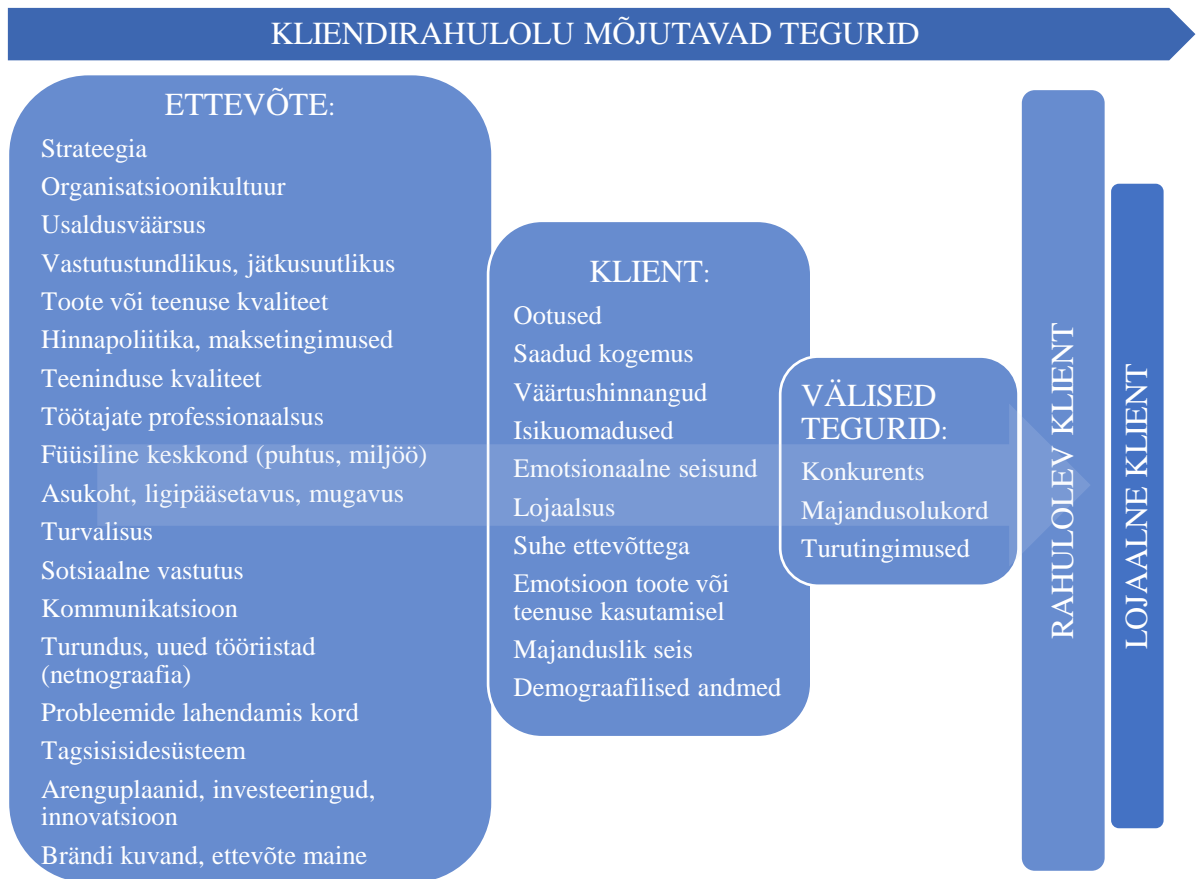 KLIENDIRAHULOLU MÕJUTAVAD TEGURID
ETTEVÕTE:
Strateegia
Organisatsioonikultuur
Usaldusväärsus
Vastutustundlikus, jätkusuutlikus
Toote või teenuse kvaliteet
Hinnapoliitika, maksetingimused
Teeninduse kvaliteet
Töötajate professionaalsus
Füüsiline keskkond (puhtus, miljöö)
Asukoht, ligipääsetavus, mugavus
Turvalisus
Sotsiaalne vastutus
Kommunikatsioon
Turundus, uued tööriistad
(netnograafia)
Probleemide lahendamis kord
Tagsisisidesüsteem
Arenguplaanid, investeeringud,
innovatsioon
Brändi kuvand, ettevõte maine
KLIENT:
Ootused
Saadud kogemus
Väärtushinnangud
Isikuomadused
Emotsionaalne seisund
Lojaalsus
Suhe ettevõttega
Emotsioon toote või
teenuse kasutamisel
Majanduslik seis
Demograafilised andmed
VÄLISED
TEGURID:
Konkurents
Majandusolukord
Turutingimused
RAHULOLEV KLIENT
LOJAALNE KLIENT